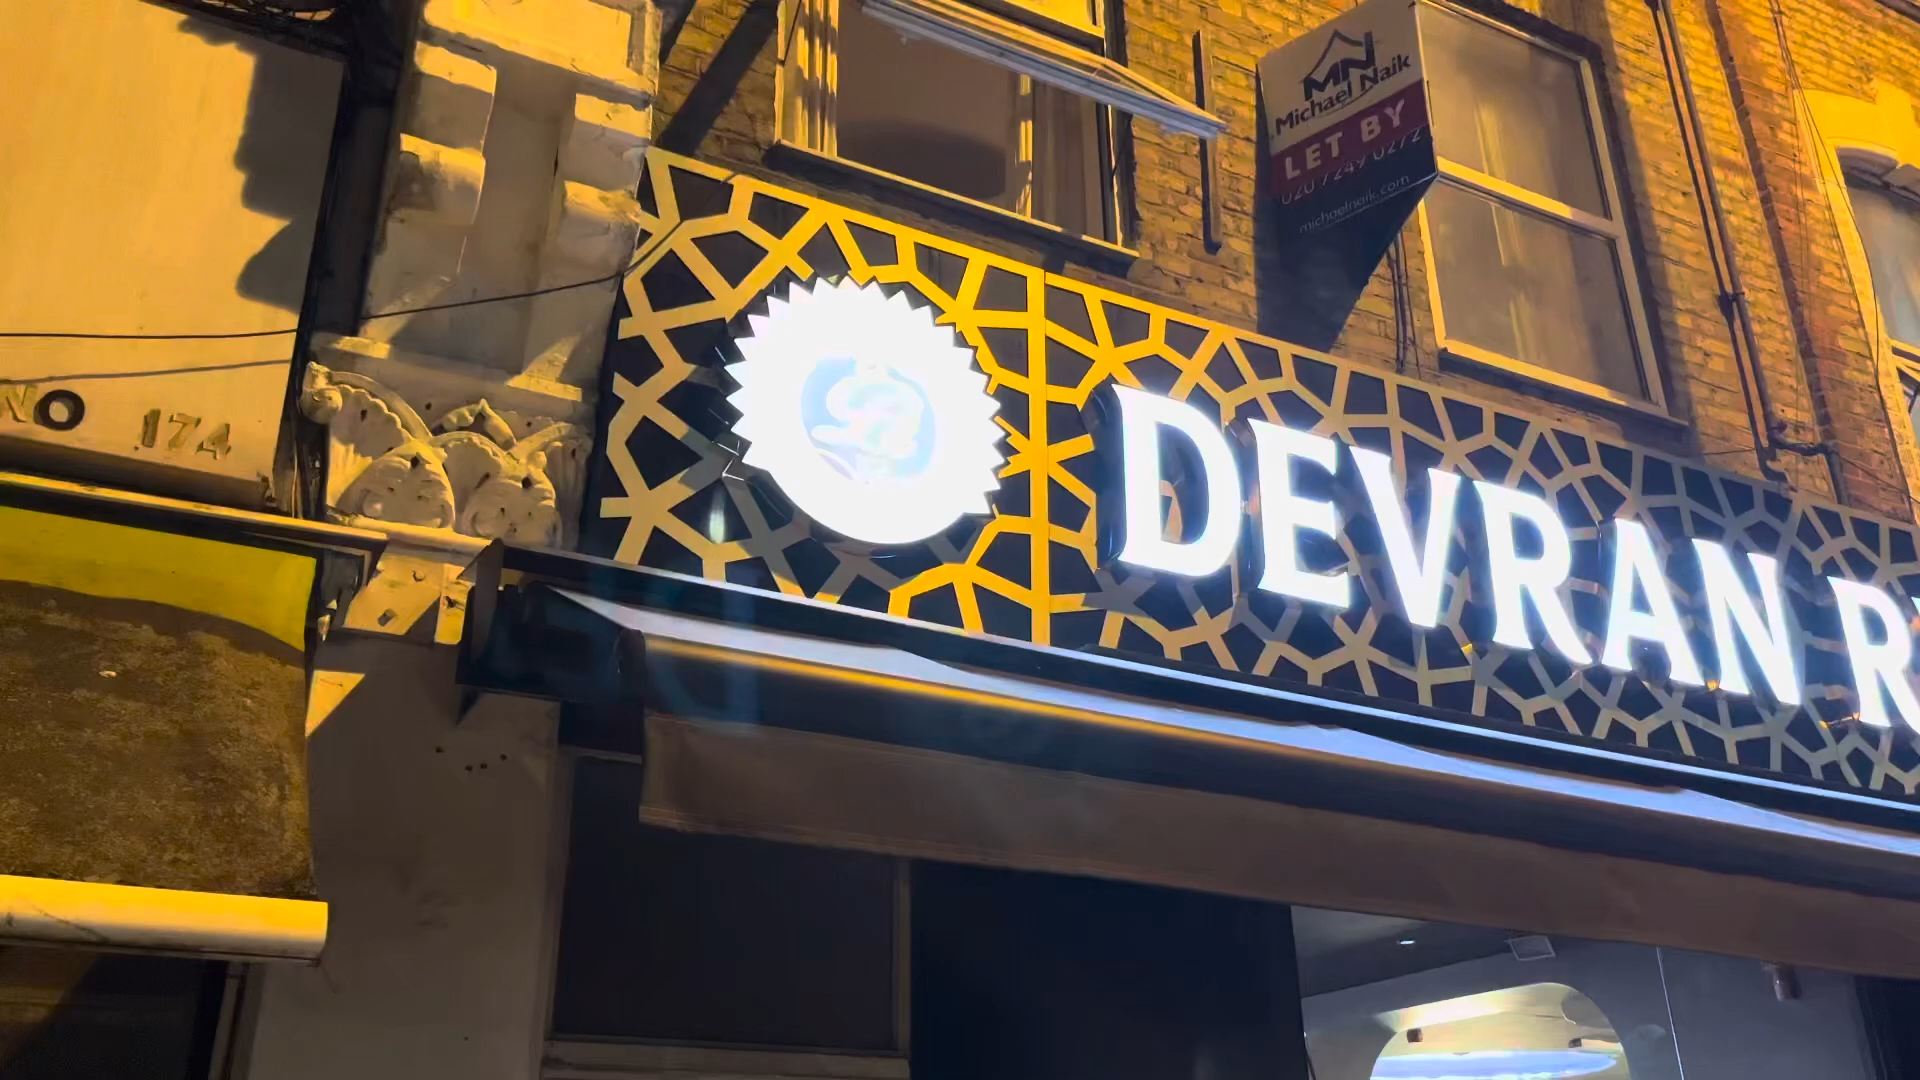 MN
Michael Naik
LET BY
020 7249 0272
michaelnaik.com
NO 174
DEVRAN R